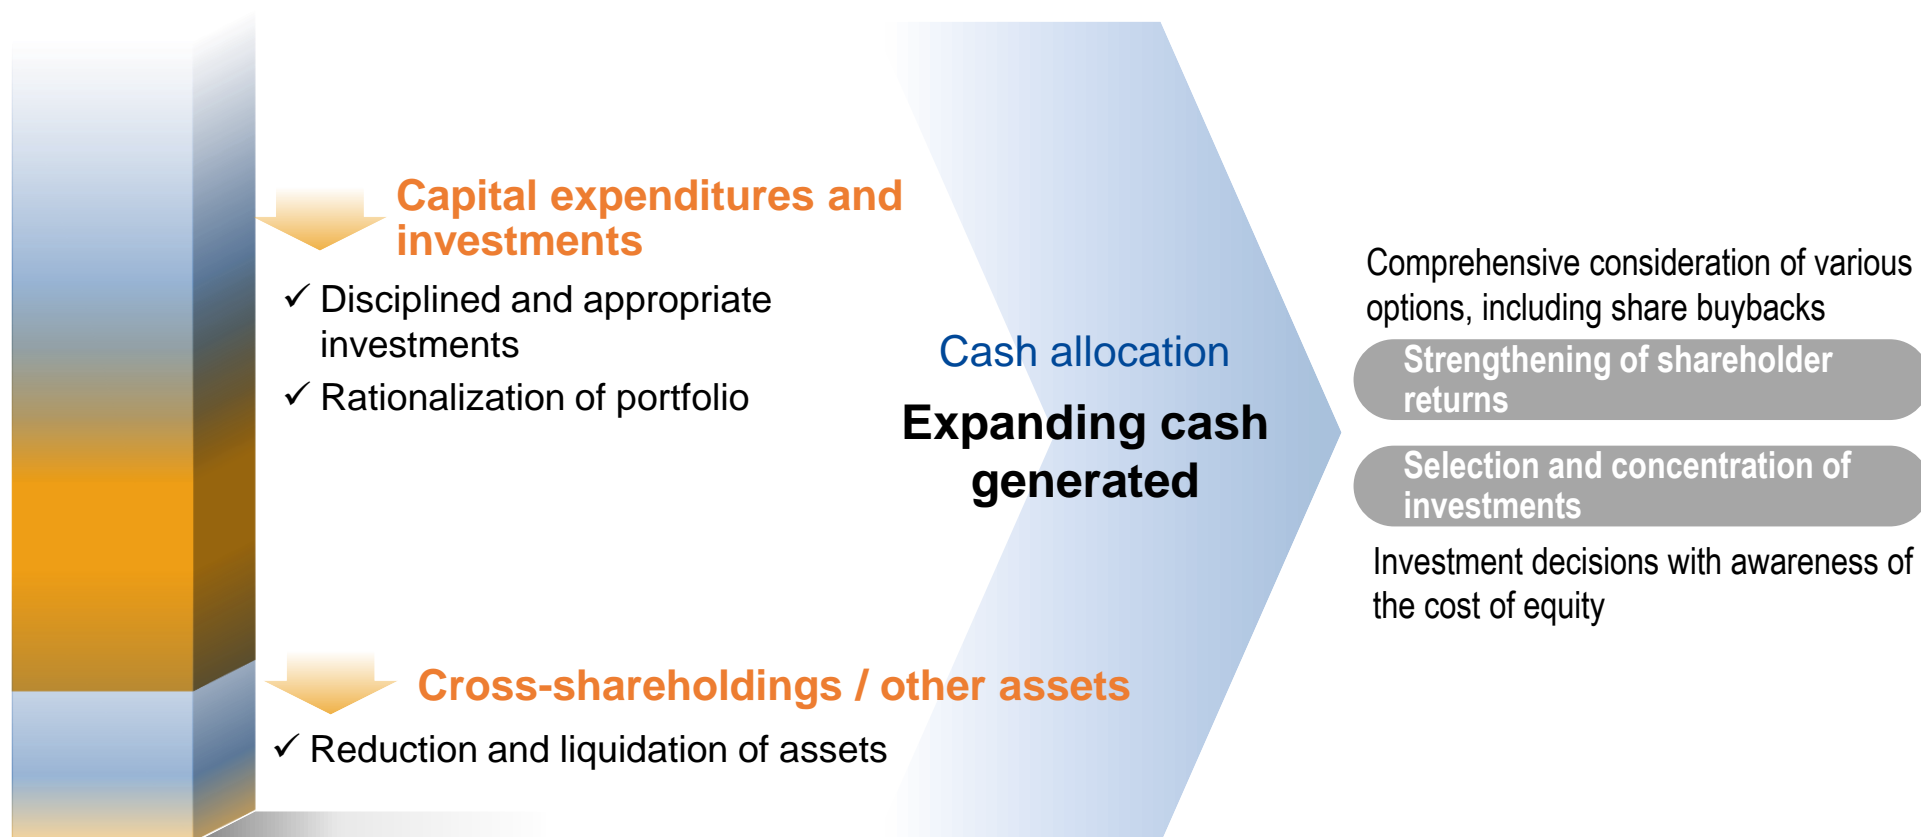 Capital expenditures and
investments
✓ Disciplined and appropriate
investments
✓ Rationalization of portfolio
Cross-shareholdings / other assets
✓ Reduction and liquidation of assets
Cash allocation
Expanding cash
generated
Comprehensive consideration of various
options, including share buybacks
Strengthening of shareholder
returns
Selection and concentration of
investments
Investment decisions with awareness of
the cost of equity